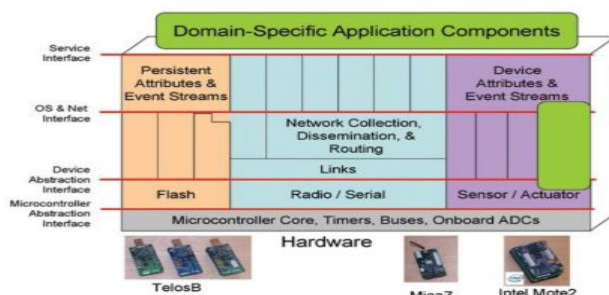 Domain-Specific Application Components
Service
Interface
Persistent
Attributes &
Event Streams
Device
Attributes &
Event Streams
OS & Net
Interface
Network Collection,
Dissemination, &
Routing
Links
Device
Abstraction
Interface
Flash
Radio / Serial
Sensor / Actuator
Microcontroller
Abstraction
Interface
Microcontroller Core, Timers, Buses, Onboard ADCs
Hardware
TelosB
MicaZ
Intel Mote2